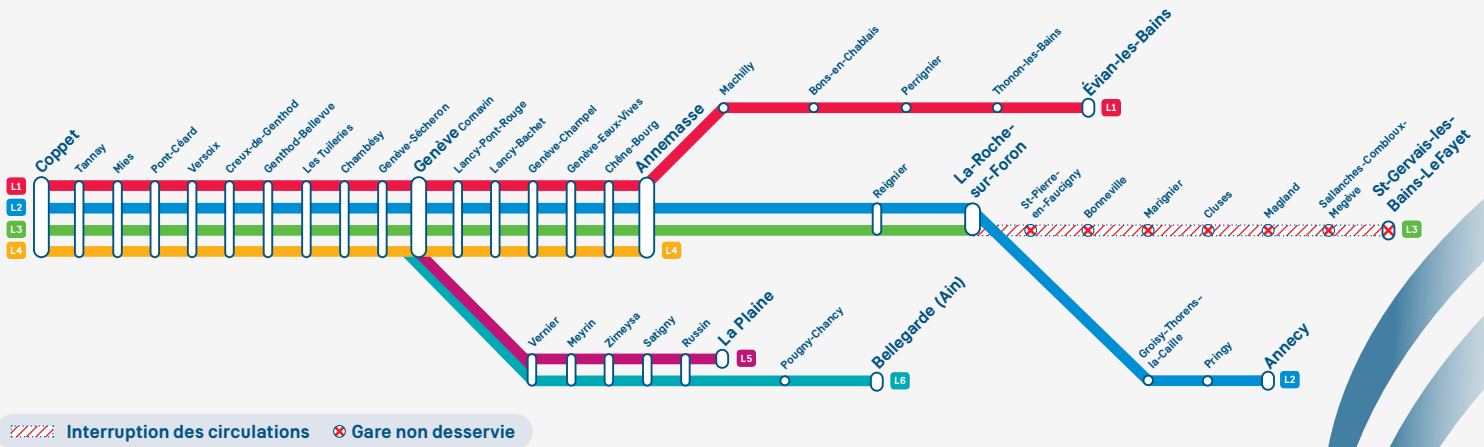 Coppet
Tannay
Mies
Pont-Céard
Versoix
Creux-de-Genthod
Genthod-Bellevue
Les Tuileries
Chambésy
Genève-Sécheron
Genève Cornavin
Lancy-Pont-Rouge
Lancy-Bachet
Genève-Champel
Genève-Eaux-Vives
Chêne-Bourg
Annemasse
Machilly
Bons-en-Chablais
Perrignier
Thonon-les-Bains
Évian-les-Bains
L1
L1
L2
L3
L4
L4
Reignier
La-Roche-
sur-Foron
St-Pierre-
en-Faucigny
Bonneville
Marignier
Cluses
Magland
Sallanches-Combloux-
Megève
St-Gervais-les-
Bains-LeFayet
L3
Vernier
Meyrin
Zimeysa
Satigny
Russin
La Plaine
L5
Pougny-Chancy
Bellegarde (Ain)
L6
Groisy-Thorens-
la-Caille
Pringy
Annecy
L2
Interruption des circulations
Gare non desservie